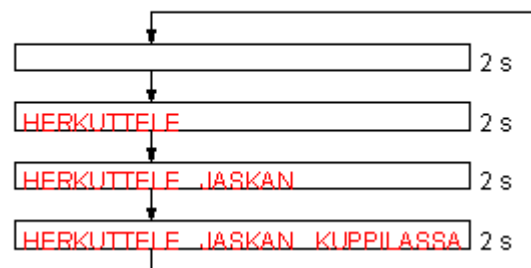 2 s
HERKUTTELE 2 s
HERKUTTELE JASKAN 2 s
HERKUTTELE JASKAN KUPPILASSA 2 s